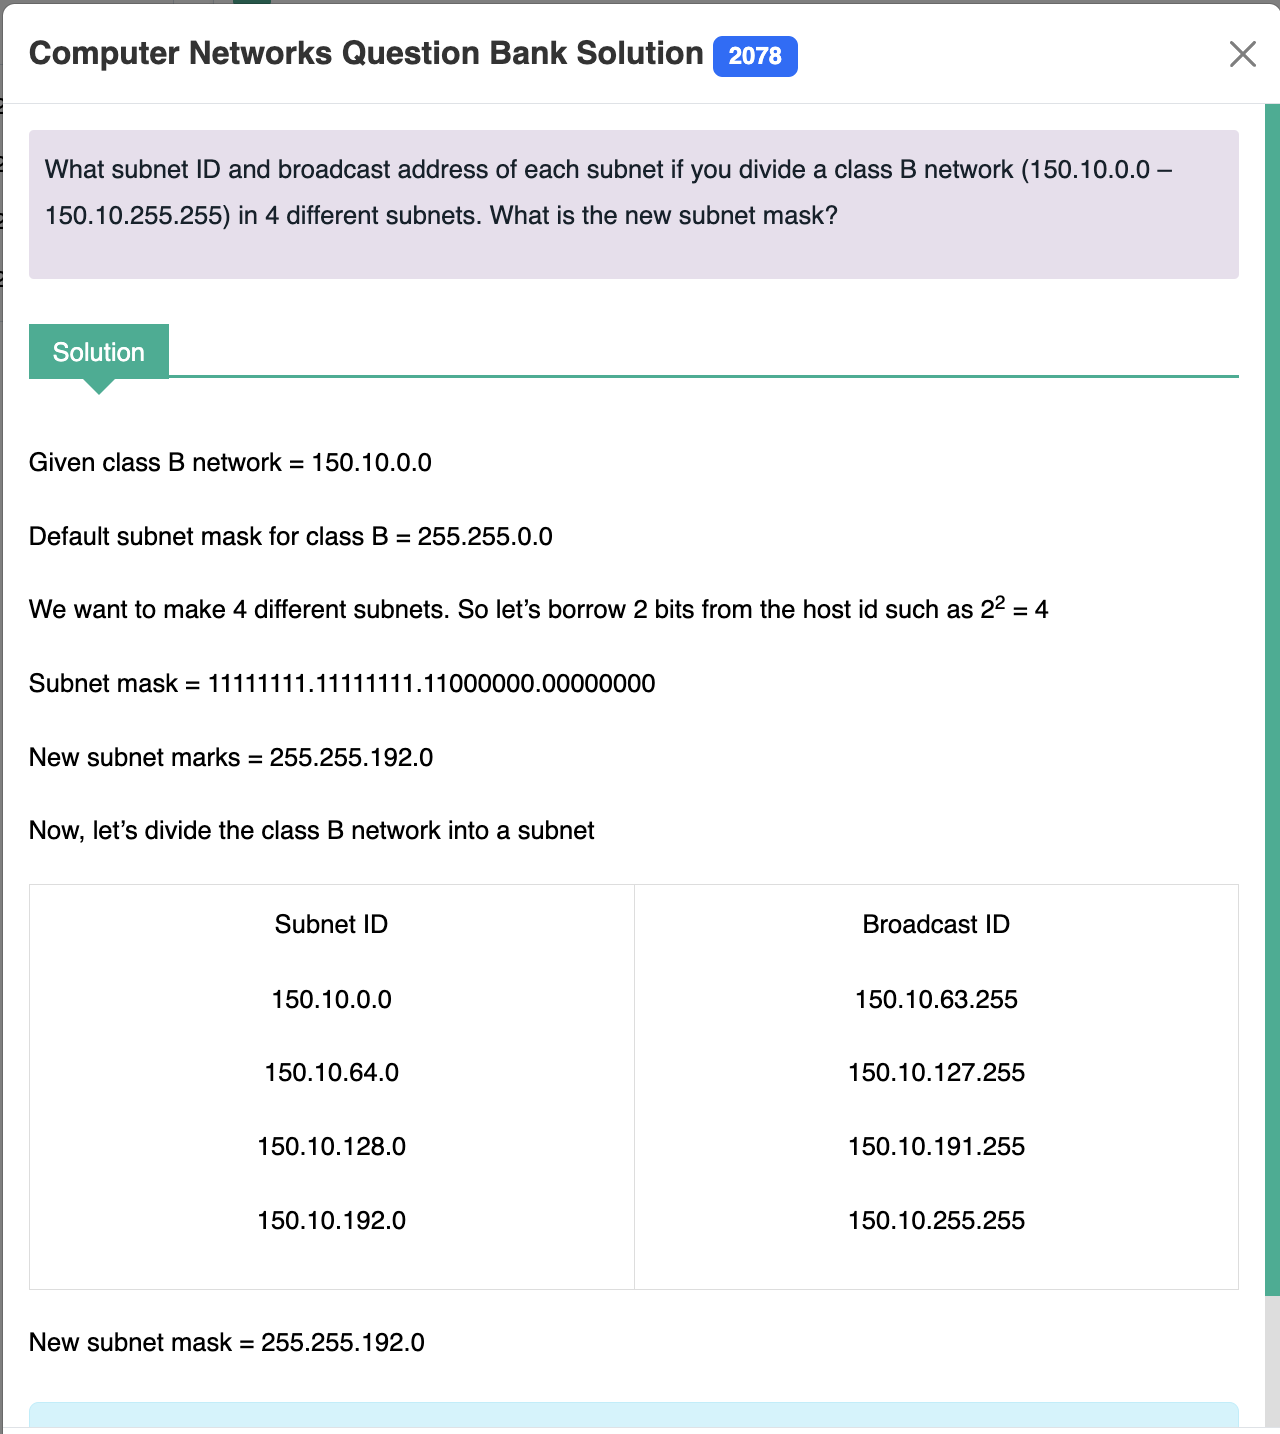 Computer Networks Question Bank Solution 2078
What subnet ID and broadcast address of each subnet if you divide a class B network (150.10.0.0 –
150.10.255.255) in 4 different subnets. What is the new subnet mask?
Solution
Given class B network = 150.10.0.0
Default subnet mask for class B = 255.255.0.0
We want to make 4 different subnets. So let’s borrow 2 bits from the host id such as 2² = 4
Subnet mask = 11111111.11111111.11000000.00000000
New subnet marks = 255.255.192.0
Now, let’s divide the class B network into a subnet
Subnet ID Broadcast ID
150.10.0.0 150.10.63.255
150.10.64.0 150.10.127.255
150.10.128.0 150.10.191.255
150.10.192.0 150.10.255.255
New subnet mask = 255.255.192.0